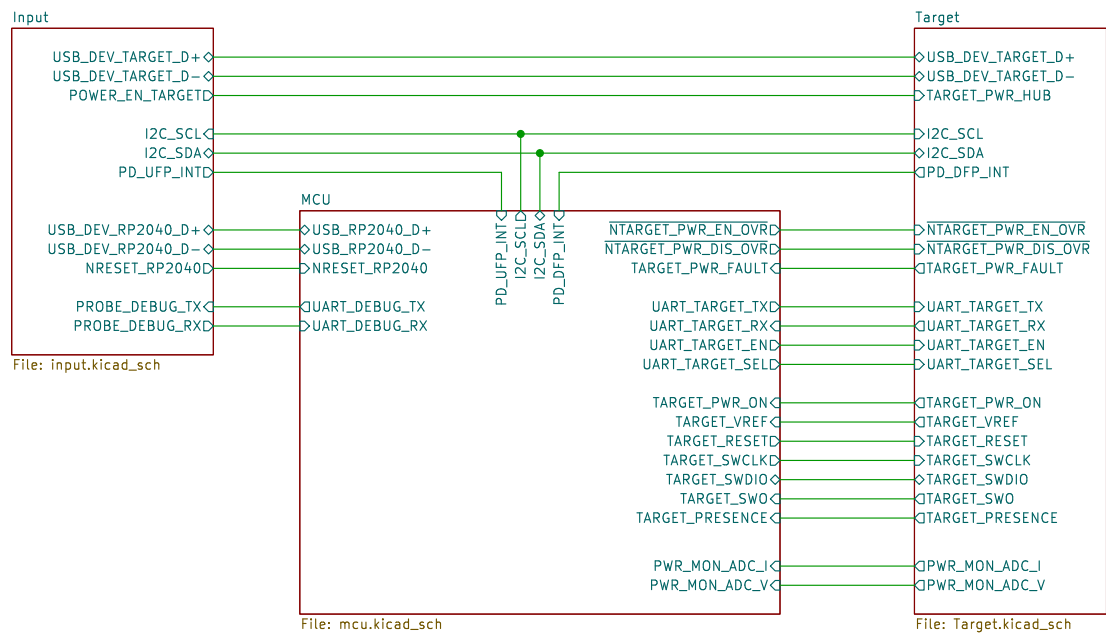 Input
USB_DEV_TARGET_D+
USB_DEV_TARGET_D-
POWER_EN_TARGET
I2C_SCL
I2C_SDA
PD_UFP_INT
USB_DEV_RP2040_D+
USB_DEV_RP2040_D-
NRESET_RP2040
PROBE_DEBUG_TX
PROBE_DEBUG_RX
File: input.kicad_sch
MCU
USB_RP2040_D+
USB_RP2040_D-
NRESET_RP2040
UART_DEBUG_TX
UART_DEBUG_RX
PD_UFP_INT
I2C_SCL
I2C_SDA
PD_DFP_INT
NTARGET_PWR_EN_OVR
NTARGET_PWR_DIS_OVR
TARGET_PWR_FAULT
UART_TARGET_TX
UART_TARGET_RX
UART_TARGET_EN
UART_TARGET_SEL
TARGET_PWR_ON
TARGET_VREF
TARGET_RESET
TARGET_SWCLK
TARGET_SWDIO
TARGET_SWO
TARGET_PRESENCE
PWR_MON_ADC_I
PWR_MON_ADC_V
File: mcu.kicad_sch
Target
USB_DEV_TARGET_D+
USB_DEV_TARGET_D-
TARGET_PWR_HUB
I2C_SCL
I2C_SDA
PD_DFP_INT
NTARGET_PWR_EN_OVR
NTARGET_PWR_DIS_OVR
TARGET_PWR_FAULT
UART_TARGET_TX
UART_TARGET_RX
UART_TARGET_EN
UART_TARGET_SEL
TARGET_PWR_ON
TARGET_VREF
TARGET_RESET
TARGET_SWCLK
TARGET_SWDIO
TARGET_SWO
TARGET_PRESENCE
PWR_MON_ADC_I
PWR_MON_ADC_V
File: Target.kicad_sch